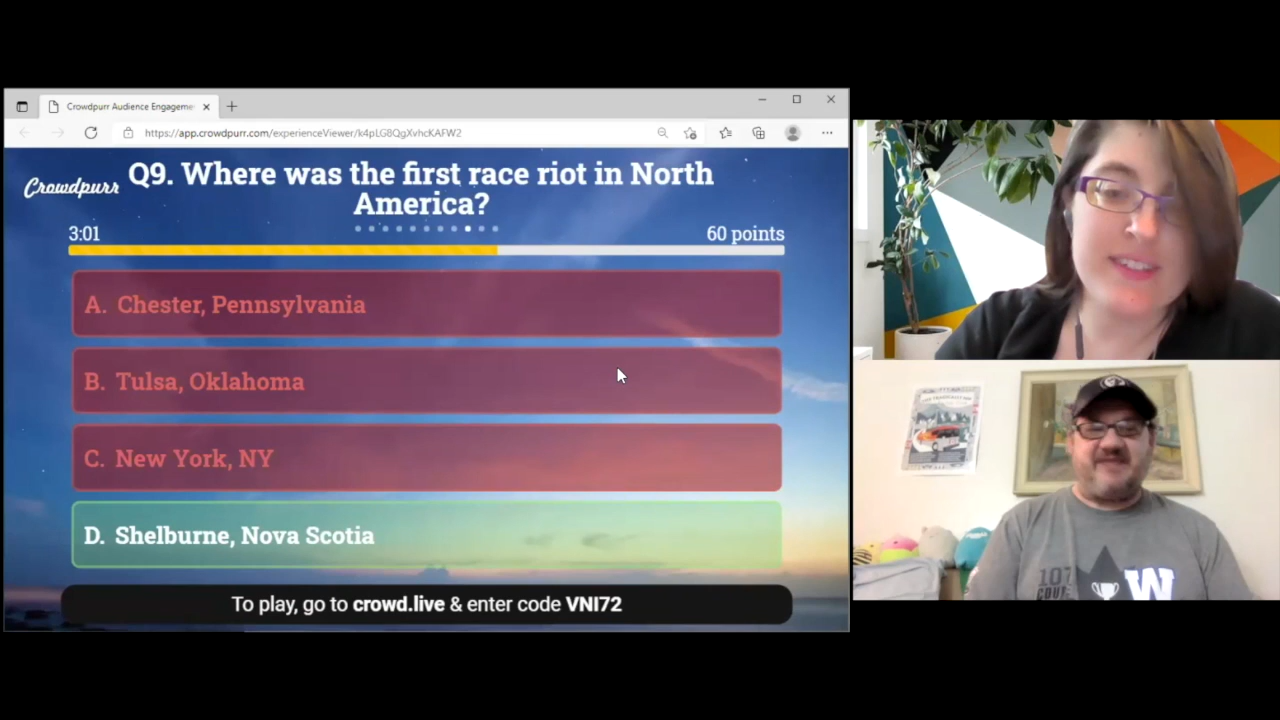 Crowdpurr Audience Engageme
https://app.crowdpurr.com/experienceViewer/k4pLG8QgXvhcKAFW2
Crowdpurr
Q9. Where was the first race riot in North
America?
3:01
60 points
A. Chester, Pennsylvania
B. Tulsa, Oklahoma
C. New York, NY
D. Shelburne, Nova Scotia
To play, go to crowd.live & enter code VNI72
107
W